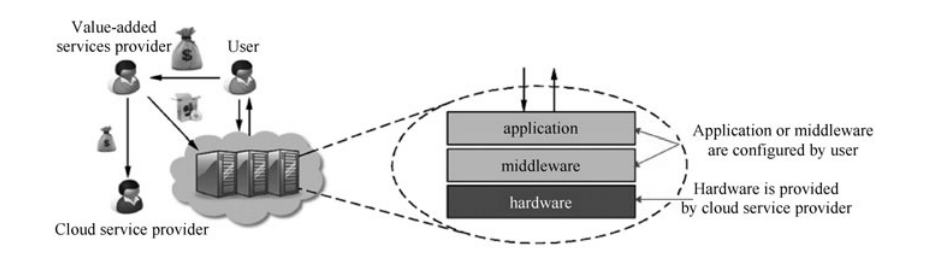 Value-added
services provider
User
$
$
Cloud service provider
application
middleware
hardware
Application or middleware
are configured by user
Hardware is provided
by cloud service provider